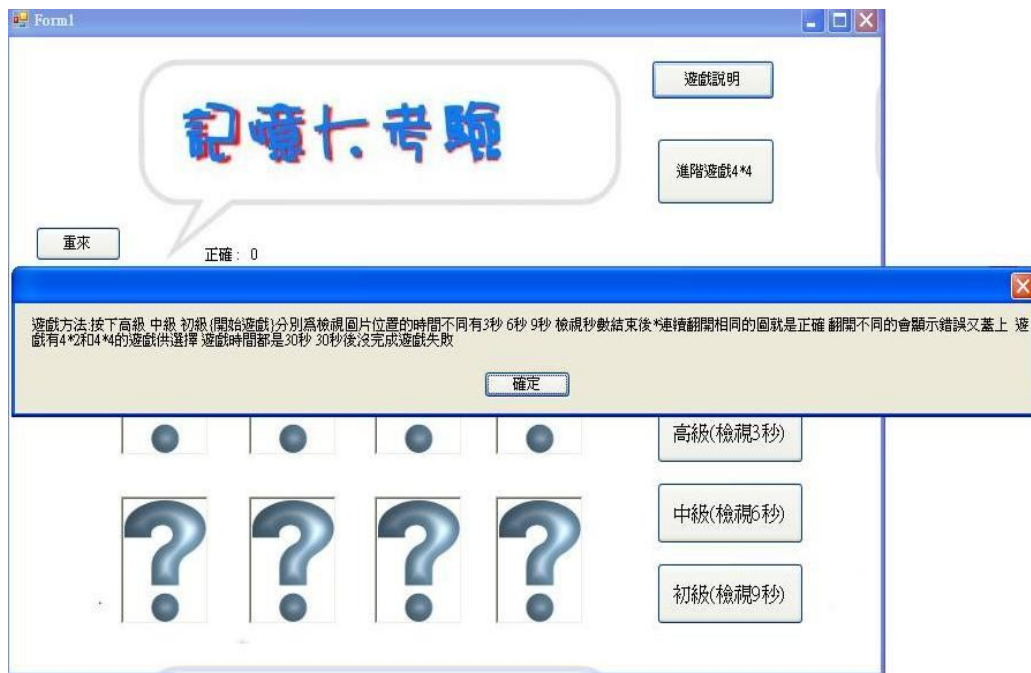 Form1
遊戲說明
記憶大考驗
進階遊戲4*4
重來
正確： 0
遊戲方法:按下高級 中級 初級(開始遊戲)分別為檢視圖片位置的時間不同有3秒 6秒 9秒 檢視秒數結束後*連續翻開相同的圖就是正確 翻開不同的會顯示錯誤又蓋上 遊
戲有4*2和4*4的遊戲供選擇 遊戲時間都是30秒 30秒後沒完成遊戲失敗
確定
高級(檢視3秒)
中級(檢視6秒)
初級(檢視9秒)